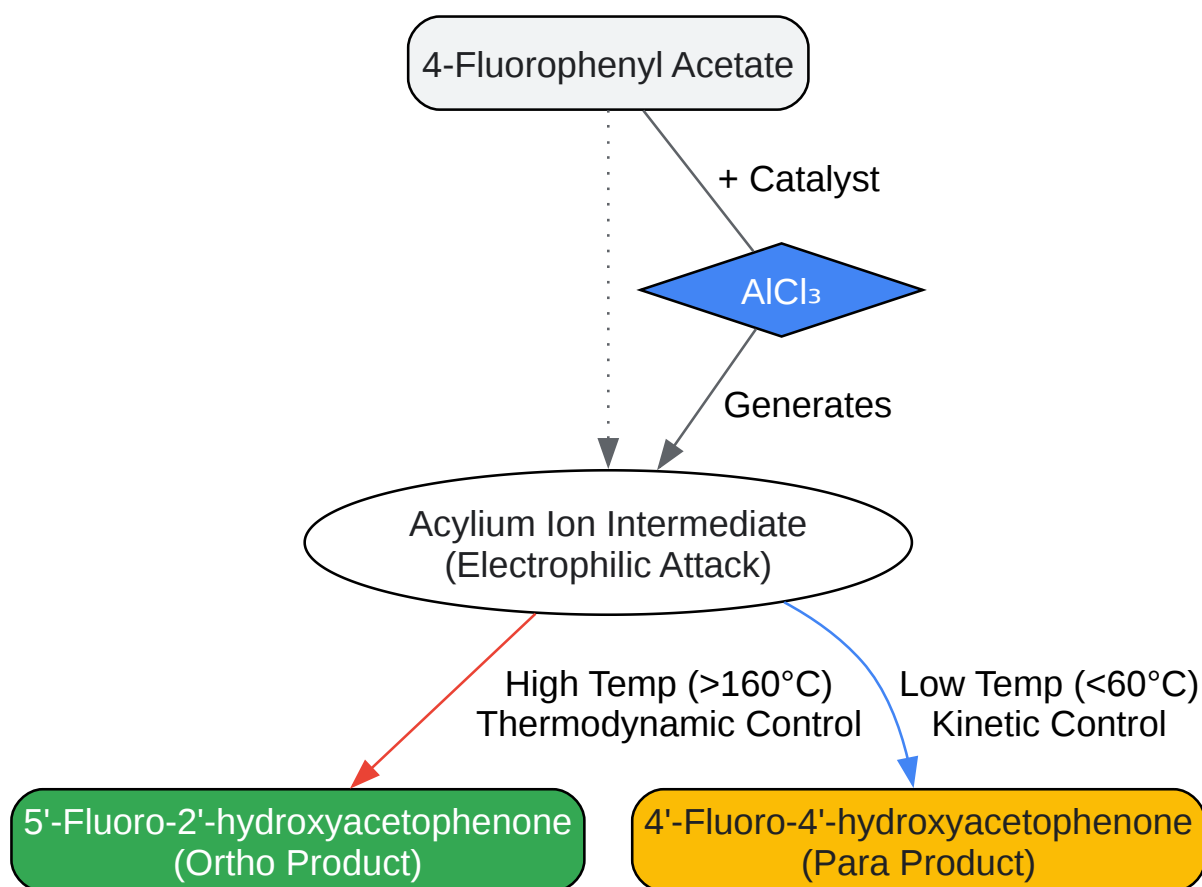 4-Fluorophenyl Acetate
+ Catalyst
AlCl₃
Generates
Acylium Ion Intermediate
(Electrophilic Attack)
High Temp (>160°C)
Thermodynamic Control
Low Temp (<60°C)
Kinetic Control
5'-Fluoro-2'-hydroxyacetophenone
(Ortho Product)
4'-Fluoro-4'-hydroxyacetophenone
(Para Product)